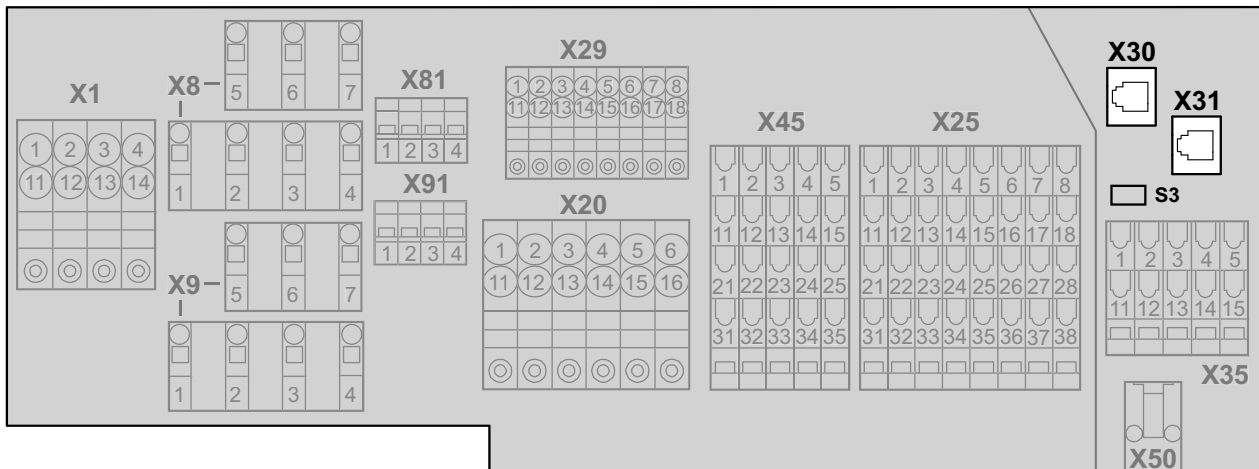 X1
1 2 3 4
11 12 13 14
X8
5 6 7
1 2 3 4
X9
5 6 7
1 2 3 4
X81
1 2 3 4
X91
1 2 3 4
X29
1 2 3 4 5 6 7 8
11 12 13 14 15 16 17 18
X20
1 2 3 4 5 6
11 12 13 14 15 16
X45
1 2 3 4 5
11 12 13 14 15
21 22 23 24 25
31 32 33 34 35
X25
1 2 3 4 5 6 7 8
11 12 13 14 15 16 17 18
21 22 23 24 25 26 27 28
31 32 33 34 35 36 37 38
X30
X31
S3
1 2 3 4 5
11 12 13 14 15
X35
X50